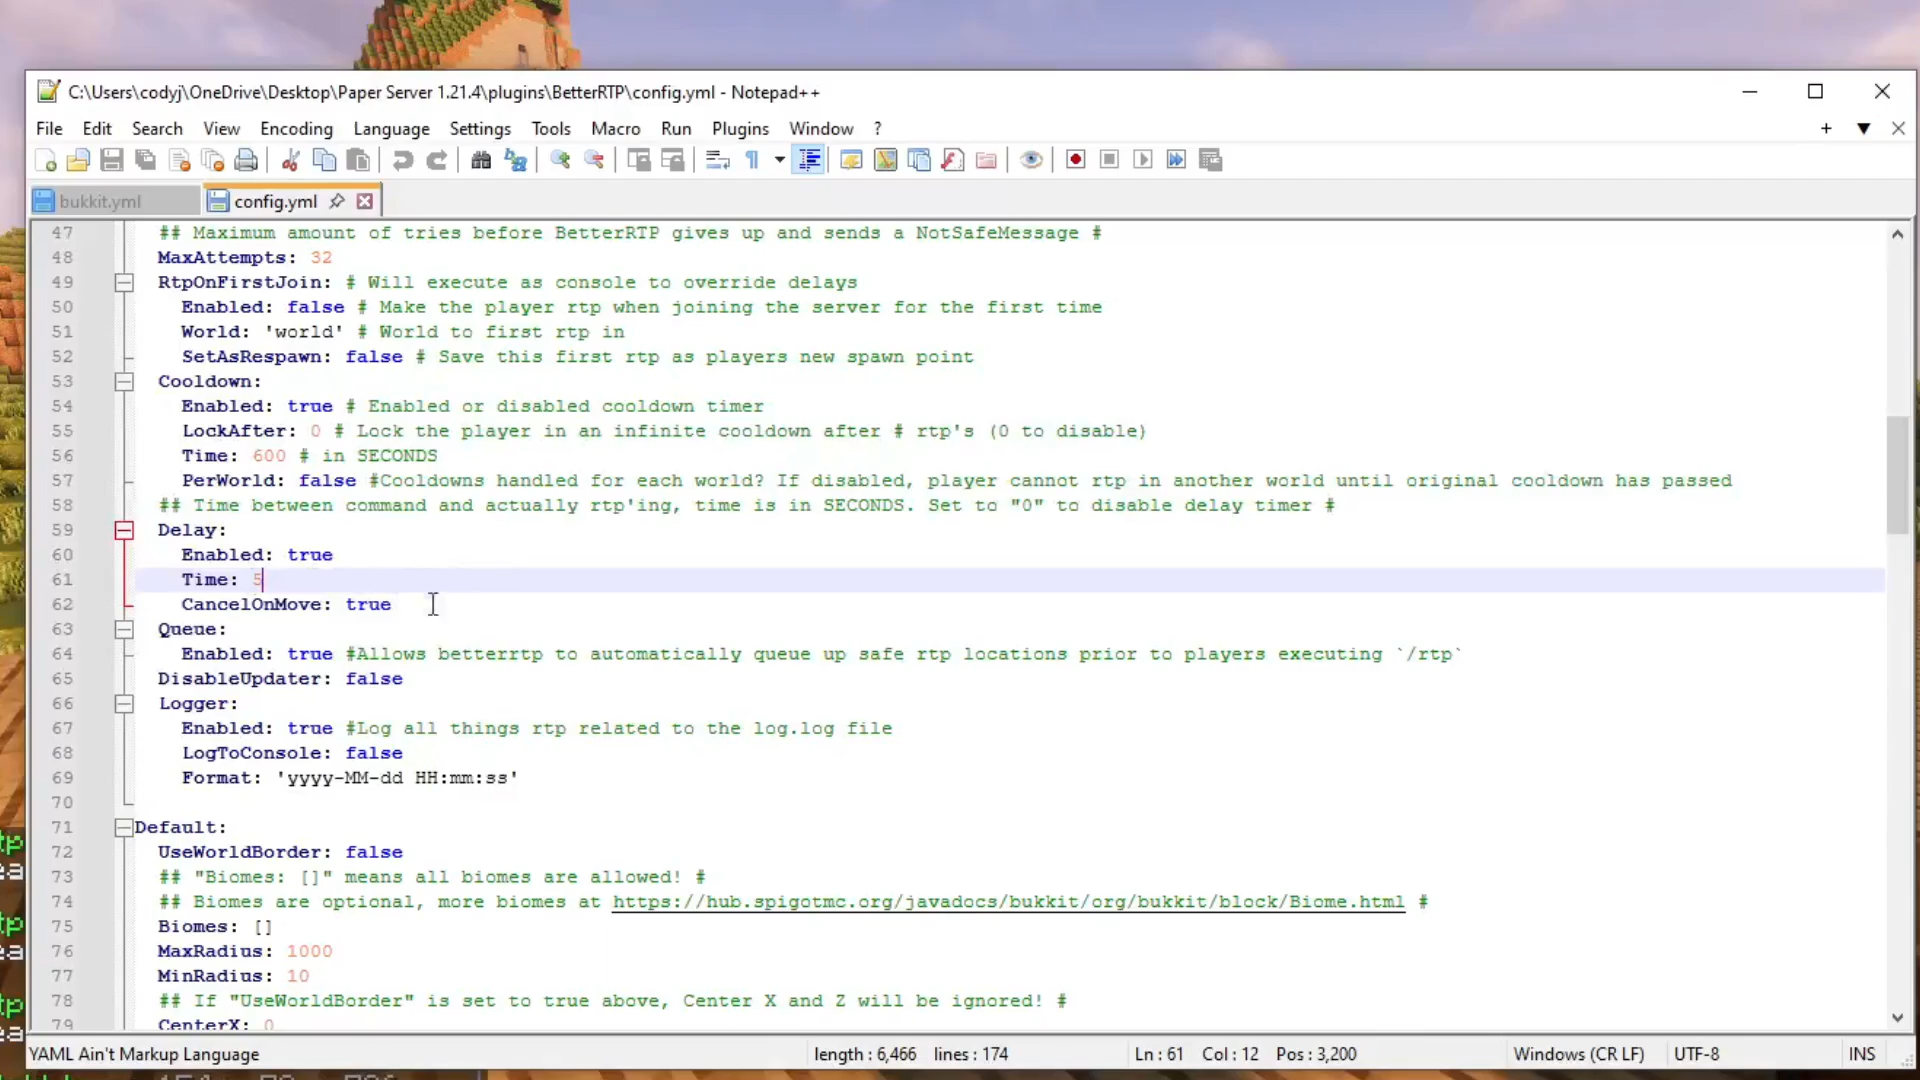 C:\Users\codyj\OneDrive\Desktop\Paper Server 1.21.4\plugins\BetterRTP\config.yml - Notepad++
File Edit Search View Encoding Language Settings Tools Macro Run Plugins Window ?
bukkit.yml config.yml
47 ## Maximum amount of tries before BetterRTP gives up and sends a NotSafeMessage #
48 MaxAttempts: 32
49 RtpOnFirstJoin: # Will execute as console to override delays
50 Enabled: false # Make the player rtp when joining the server for the first time
51 World: 'world' # World to first rtp in
52 SetAsRespawn: false # Save this first rtp as players new spawn point
53 Cooldown:
54 Enabled: true # Enabled or disabled cooldown timer
55 LockAfter: 0 # Lock the player in an infinite cooldown after # rtp's (0 to disable)
56 Time: 600 # in SECONDS
57 PerWorld: false #Cooldowns handled for each world? If disabled, player cannot rtp in another world until original cooldown has passed
58 ## Time between command and actually rtp'ing, time is in SECONDS. Set to "0" to disable delay timer #
59 Delay:
60 Enabled: true
61 Time: 5
62 CancelOnMove: true
63 Queue:
64 Enabled: true #Allows betterrtp to automatically queue up safe rtp locations prior to players executing `/rtp`
65 DisableUpdater: false
66 Logger:
67 Enabled: true #Log all things rtp related to the log.log file
68 LogToConsole: false
69 Format: 'yyyy-MM-dd HH:mm:ss'
70
71 Default:
72 UseWorldBorder: false
73 ## "Biomes: []" means all biomes are allowed! #
74 ## Biomes are optional, more biomes at https://hub.spigotmc.org/javadocs/bukkit/org/bukkit/block/Biome.html #
75 Biomes: []
76 MaxRadius: 1000
77 MinRadius: 10
78 ## If "UseWorldBorder" is set to true above, Center X and Z will be ignored! #
79 CenterX: 0
YAML Ain't Markup Language length : 6,466 lines : 174 Ln : 61 Col : 12 Pos : 3,200 Windows (CR LF) UTF-8 INS